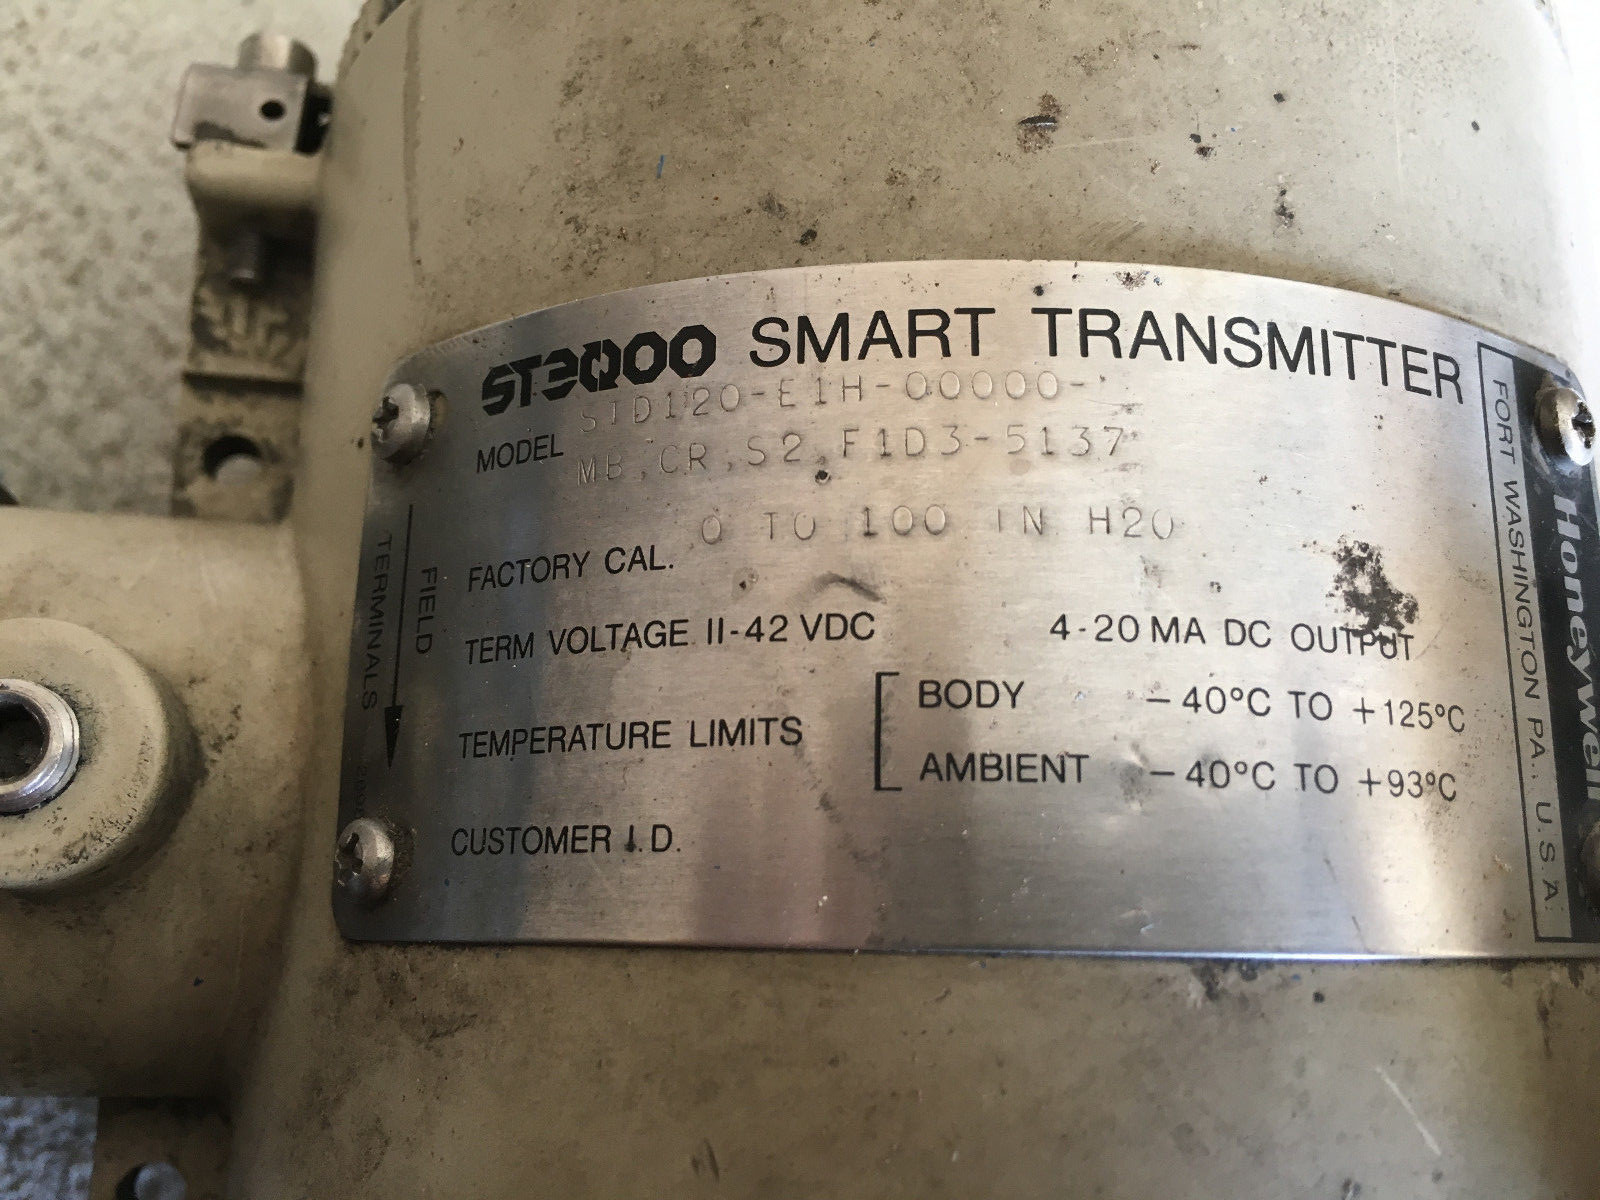 ST3000 SMART TRANSMITTER
MODEL STD120-E1H-00000-
MB,CR,S2,F1D3-5137
FACTORY CAL. 0 TO 100 IN H2O
TERM VOLTAGE 11-42 VDC 4-20 MA DC OUTPUT
TEMPERATURE LIMITS
BODY -40°C TO +125°C
AMBIENT -40°C TO +93°C
CUSTOMER I.D.
FIELD
TERMINALS
FORT WASHINGTON PA., U.S.A.
Honeywell